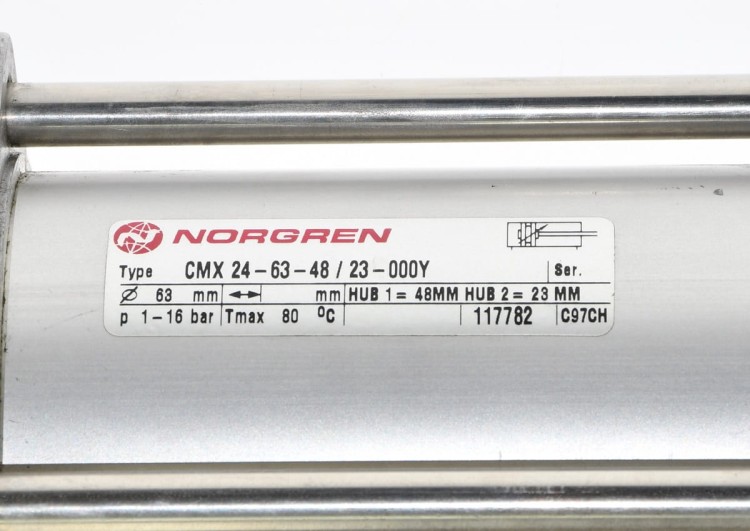 NORGREN
Type CMX 24-63-48 / 23-000Y Ser.
Ø 63 mm ↔ mm HUB 1= 48MM HUB 2= 23 MM
p 1-16 bar Tmax 80 °C 117782 C97CH